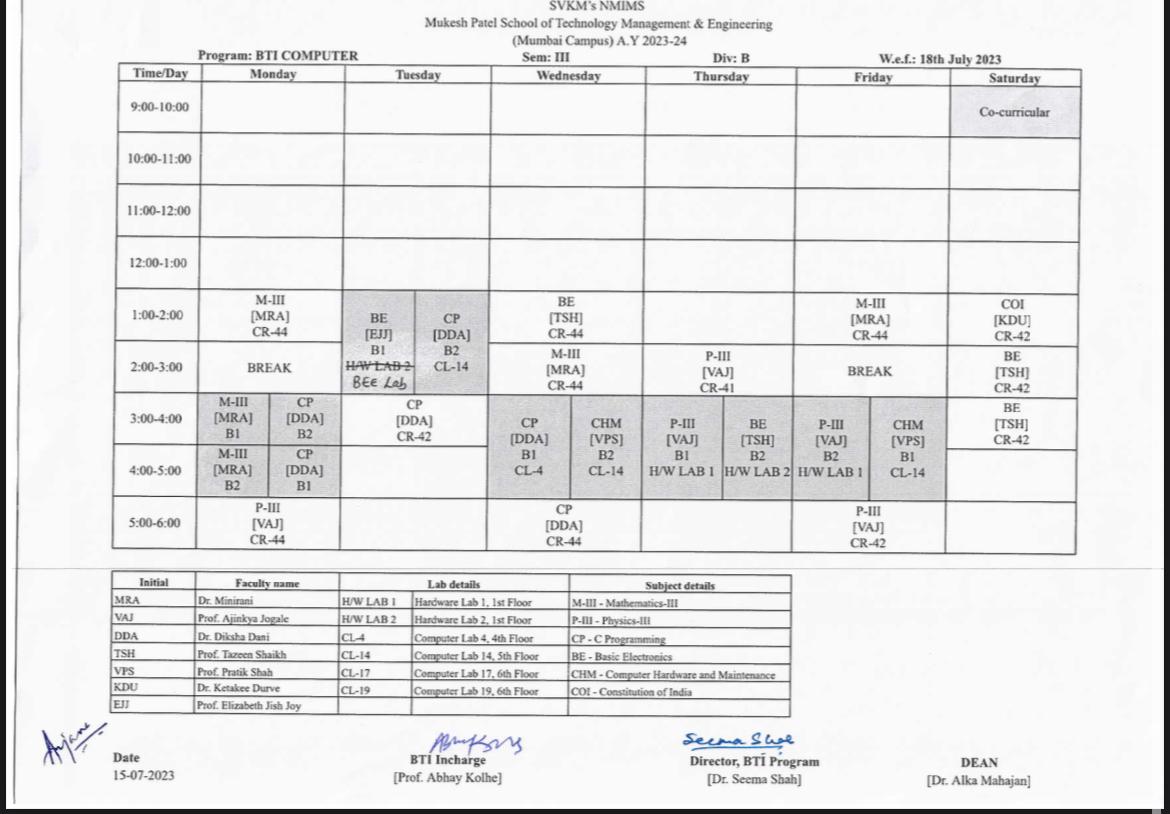 SVKM's NMIMS
Mukesh Patel School of Technology Management & Engineering
(Mumbai Campus) A.Y 2023-24
Program: BTI COMPUTER Sem: III Div: B W.e.f.: 18th July 2023
Time/Day Monday Tuesday Wednesday Thursday Friday Saturday
9:00-10:00 Co-curricular
10:00-11:00
11:00-12:00
12:00-1:00
1:00-2:00
M-III
[MRA]
CR-44
BE
[EJJ]
B1
H/W LAB 2
BEE Lab
CP
[DDA]
B2
CL-14
BE
[TSH]
CR-44
M-III
[MRA]
CR-44
COI
[KDU]
CR-42
2:00-3:00
BREAK
M-III
[MRA]
CR-44
P-III
[VAJ]
CR-41
BREAK
BE
[TSH]
CR-42
3:00-4:00
M-III
[MRA]
B1
CP
[DDA]
B2
CP
[DDA]
CR-42
CP
[DDA]
B1
CL-4
CHM
[VPS]
B2
CL-14
P-III
[VAJ]
B1
H/W LAB 1
BE
[TSH]
B2
H/W LAB 2
P-III
[VAJ]
B2
H/W LAB 1
CHM
[VPS]
B1
CL-14
BE
[TSH]
CR-42
4:00-5:00
M-III
[MRA]
B2
CP
[DDA]
B1
5:00-6:00
P-III
[VAJ]
CR-44
CP
[DDA]
CR-44
P-III
[VAJ]
CR-42
Initial Faculty name Lab details Subject details
MRA Dr. Minirani H/W LAB 1 Hardware Lab 1, 1st Floor M-III - Mathematics-III
VAJ Prof. Ajinkya Jogale H/W LAB 2 Hardware Lab 2, 1st Floor P-III - Physics-III
DDA Dr. Diksha Dani CL-4 Computer Lab 4, 4th Floor CP - C Programming
TSH Prof. Tazeen Shaikh CL-14 Computer Lab 14, 5th Floor BE - Basic Electronics
VPS Prof. Pratik Shah CL-17 Computer Lab 17, 6th Floor CHM - Computer Hardware and Maintenance
KDU Dr. Ketakee Durve CL-19 Computer Lab 19, 6th Floor COI - Constitution of India
EJJ Prof. Elizabeth Jish Joy
Seema Shah
Date BTI Incharge Director, BTI Program DEAN
15-07-2023 [Prof. Abhay Kolhe] [Dr. Seema Shah] [Dr. Alka Mahajan]